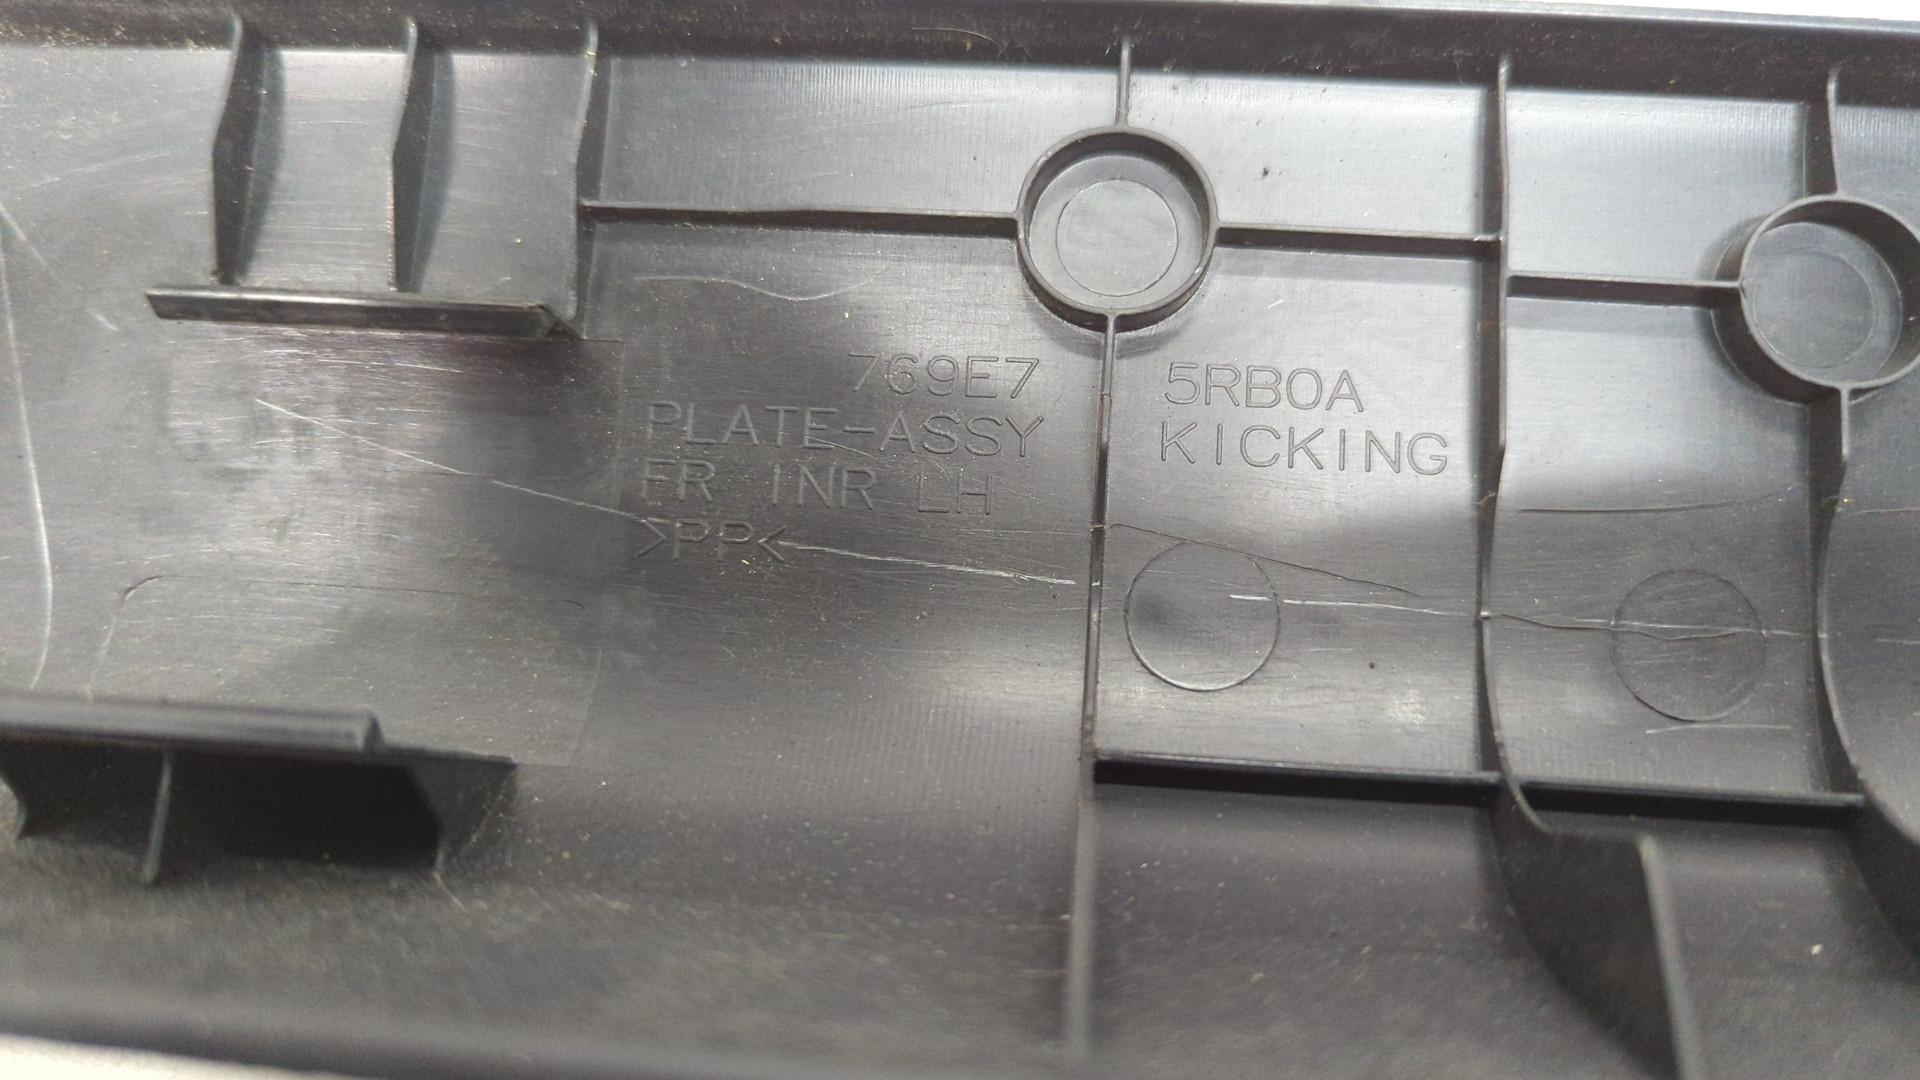 769E7 5RB0A
PLATE-ASSY KICKING
FR INR LH
>PP<